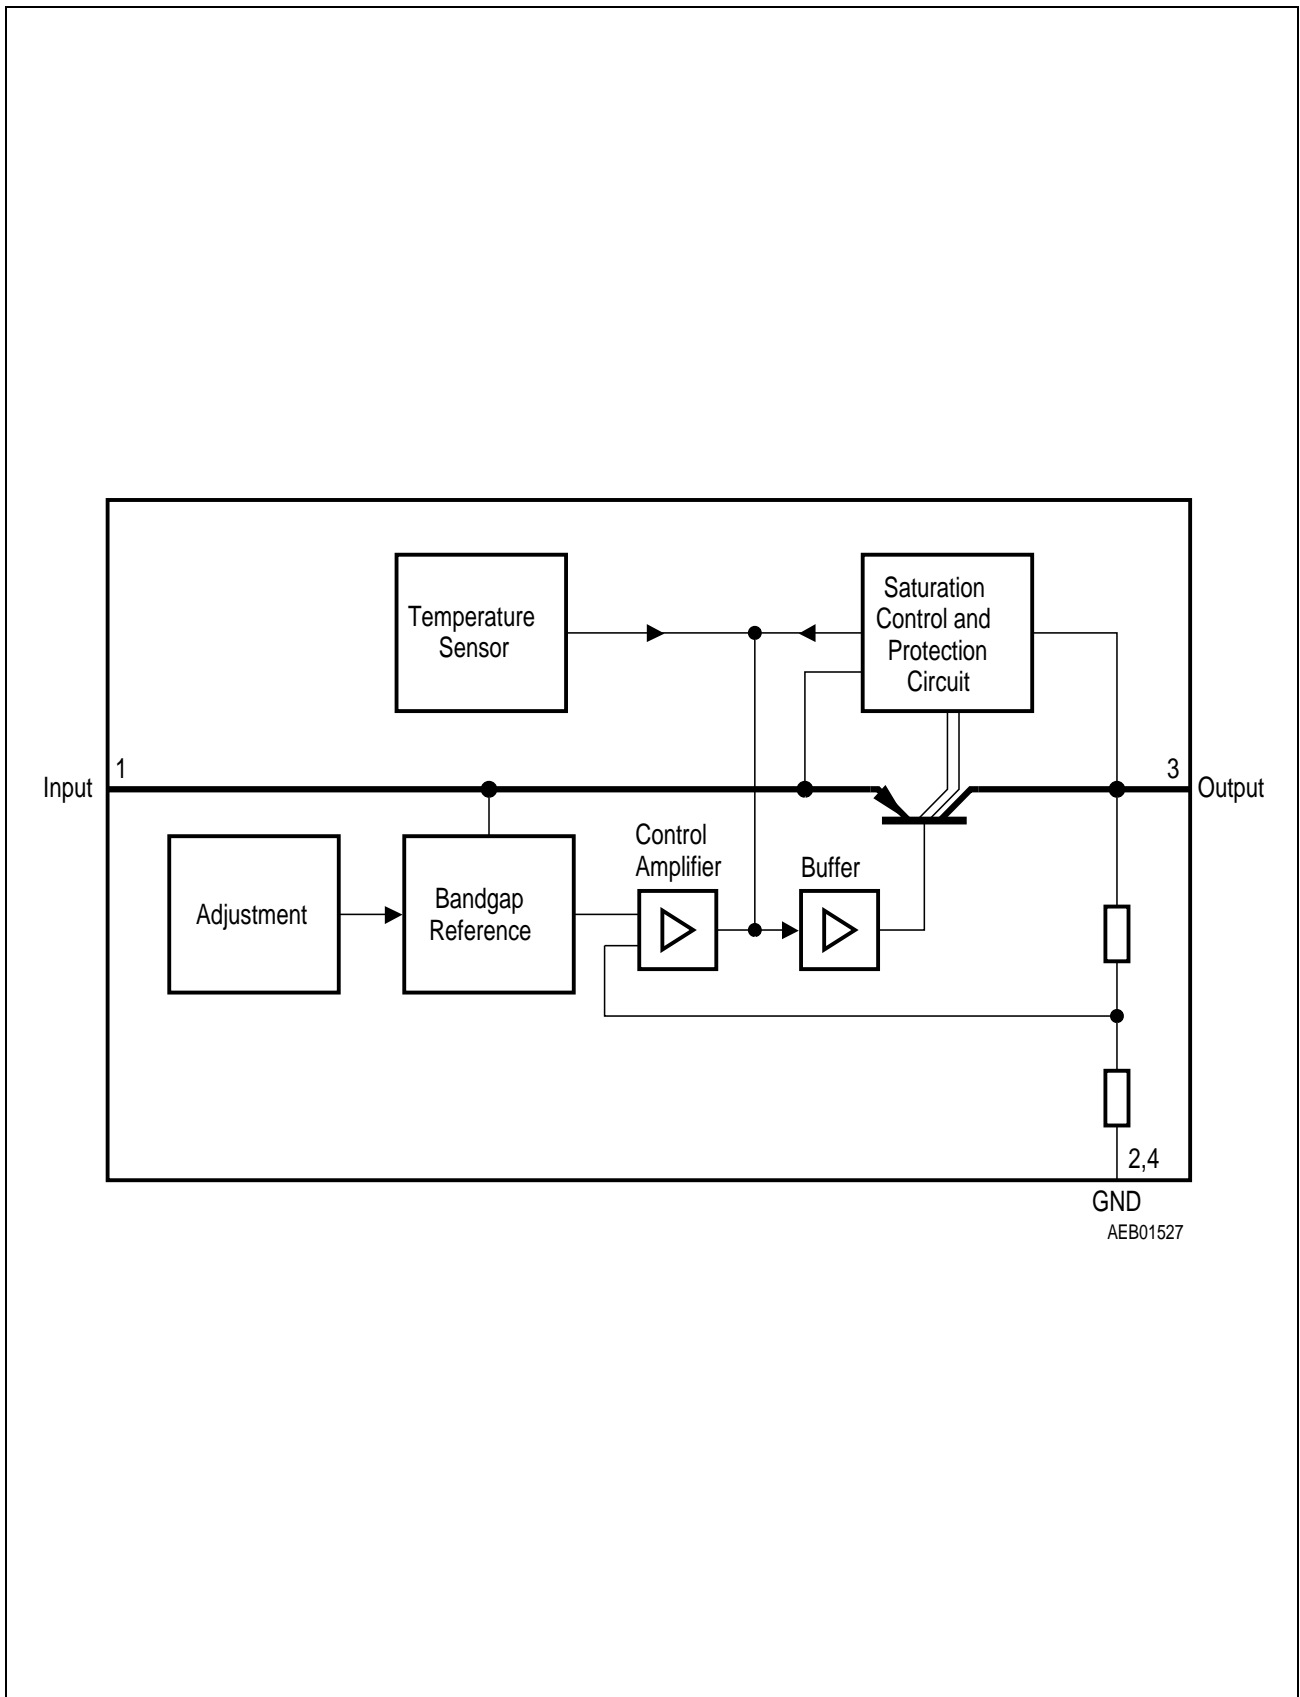 Temperature
Sensor
Saturation
Control and
Protection
Circuit
1
3
Input
Output
Control
Amplifier
Buffer
Adjustment
Bandgap
Reference
2,4
GND
AEB01527